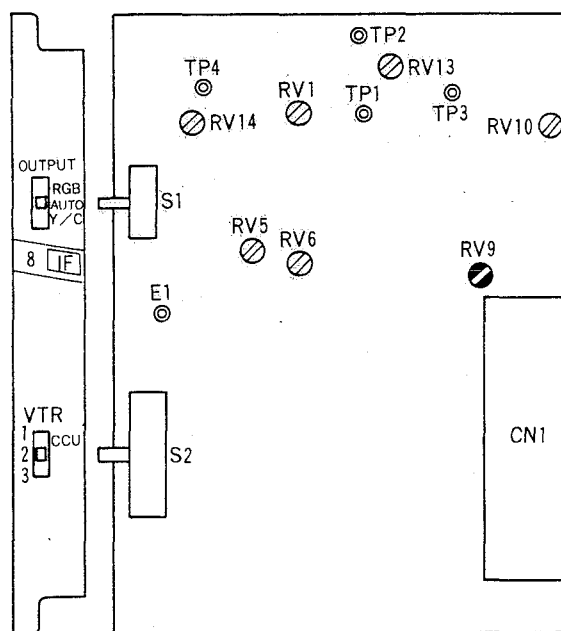 TP2
TP4
RV13
RV1
TP1
TP3
RV14
RV10
OUTPUT
RGB
AUTO
Y/C
S1
RV5
RV6
8 IF
RV9
E1
VTR
1
CCU
2
3
S2
CN1